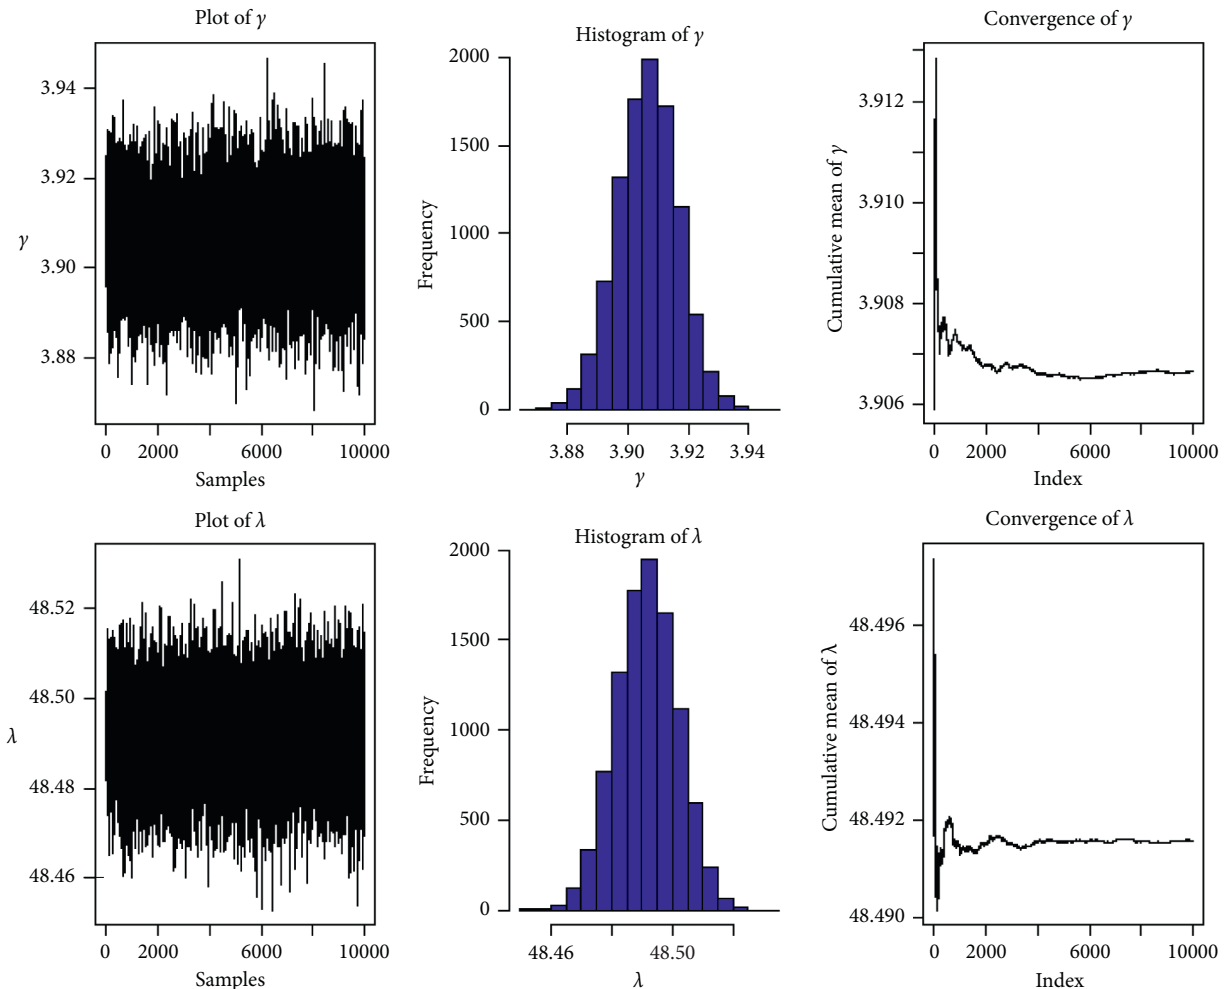 Plot of γ
3.94
3.92
3.90
3.88
γ
0 2000 6000 10000
Samples
Histogram of γ
2000
1500
1000
500
0
Frequency
3.88 3.90 3.92 3.94
γ
Convergence of γ
3.912
3.910
3.908
3.906
Cumulative mean of γ
0 2000 6000 10000
Index
Plot of λ
48.52
48.50
48.48
48.46
λ
0 2000 6000 10000
Samples
Histogram of λ
2000
1500
1000
500
0
Frequency
48.46 48.50
λ
Convergence of λ
48.496
48.494
48.492
48.490
Cumulative mean of λ
0 2000 6000 10000
Index